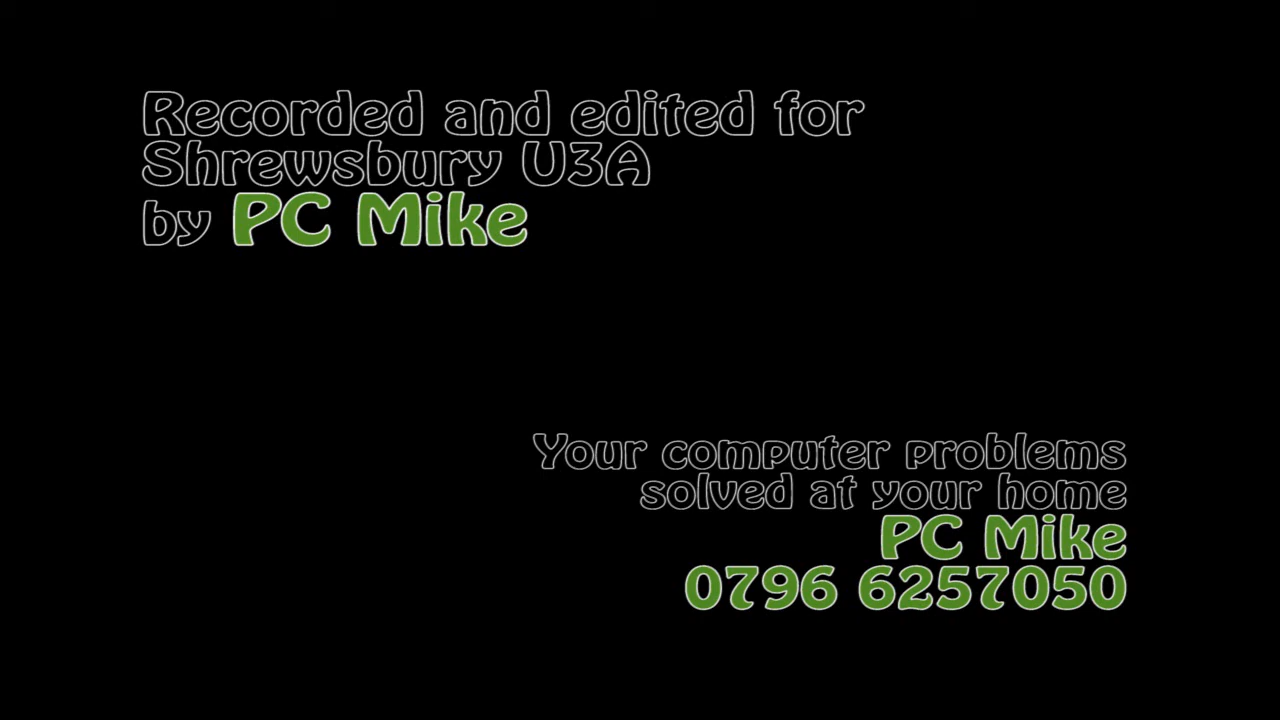 Recorded and edited for
Shrewsbury U3A
by PC Mike
Your computer problems
solved at your home
PC Mike
0796 6257050